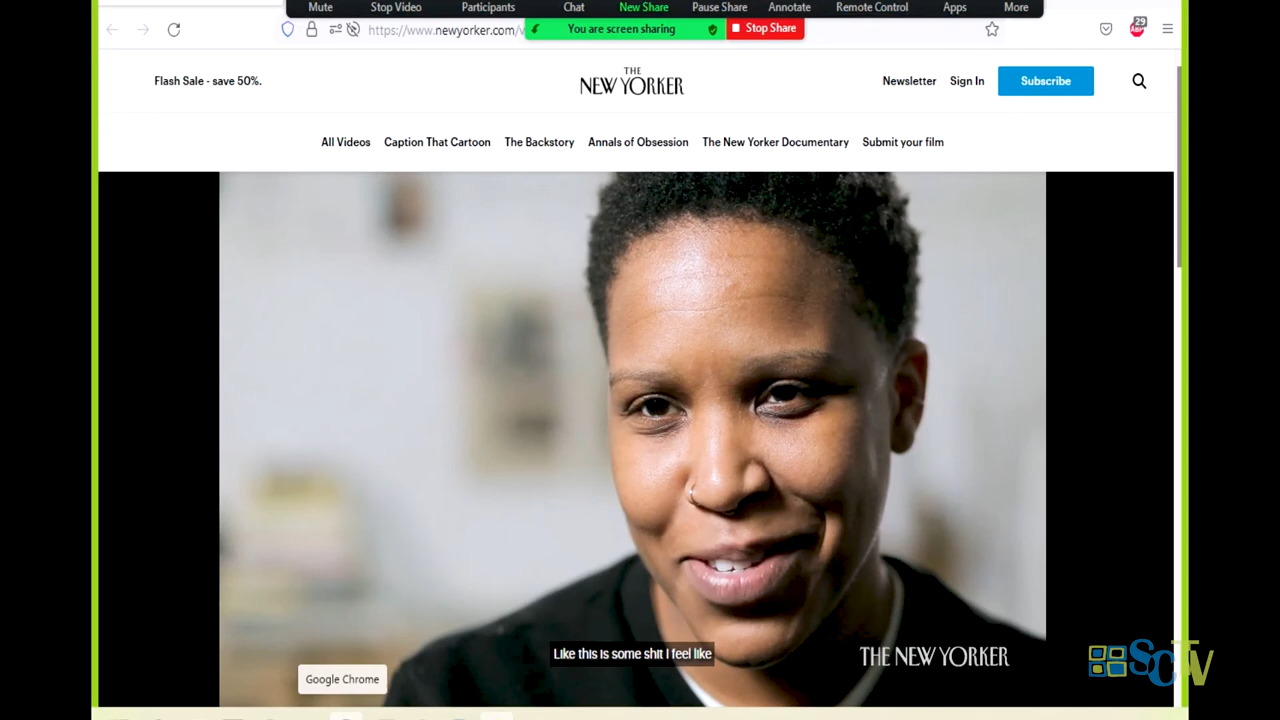 Mute Stop Video Participants Chat New Share Pause Share Annotate Remote Control Apps More
https://www.newyorker.com/ You are screen sharing Stop Share 29
Flash Sale - save 50%. THE NEW YORKER Newsletter Sign In Subscribe
All Videos Caption That Cartoon The Backstory Annals of Obsession The New Yorker Documentary Submit your film
Like this is some shit I feel like
THE NEW YORKER
Google Chrome
SCTV